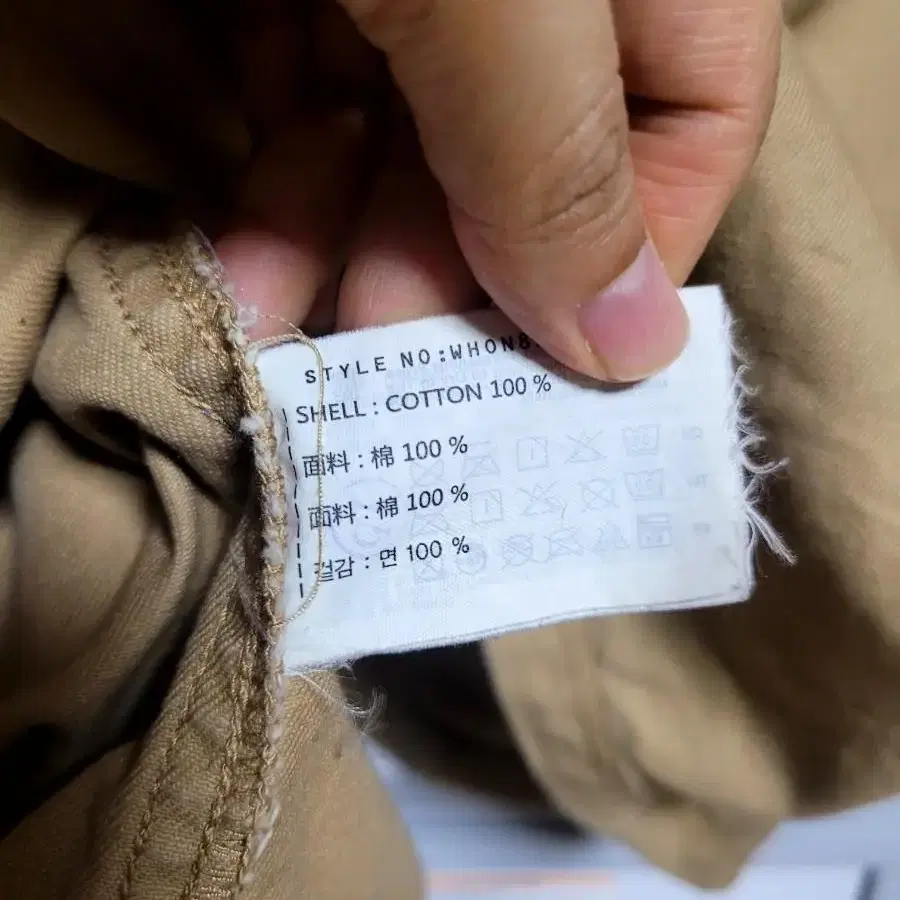 STYLE NO:WHON8
SHELL : COTTON 100 %
面料 : 棉 100 %
面料 : 棉 100 %
겉감 : 면 100 %